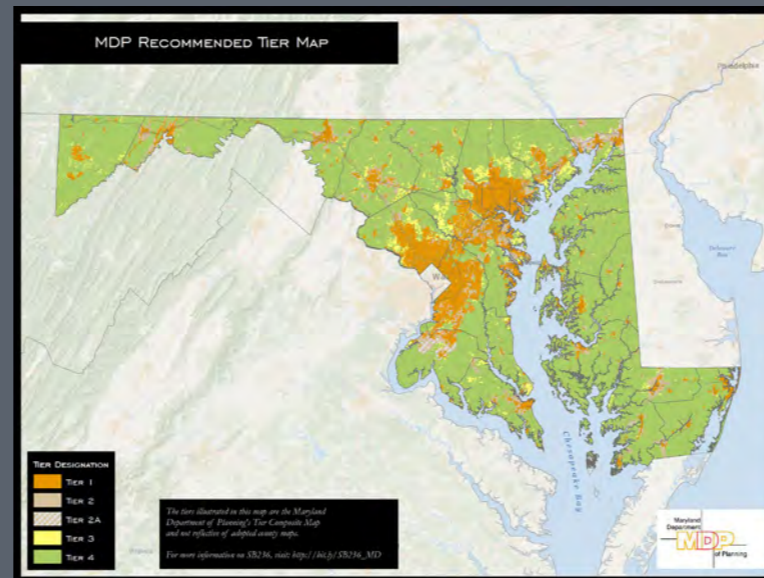 MDP RECOMMENDED TIER MAP
Philadelphia
Dover
Delaware
Bay
Chesapeake Bay
TIER DESIGNATION
TIER 1
TIER 2
TIER 2A
TIER 3
TIER 4
The tiers illustrated in this map are the Maryland
Department of Planning's Tier Composite Map
and not reflective of adopted county maps.
For more information on SB236, visit: http://bit.ly/SB236_MD
Maryland
Department
MDP
of Planning